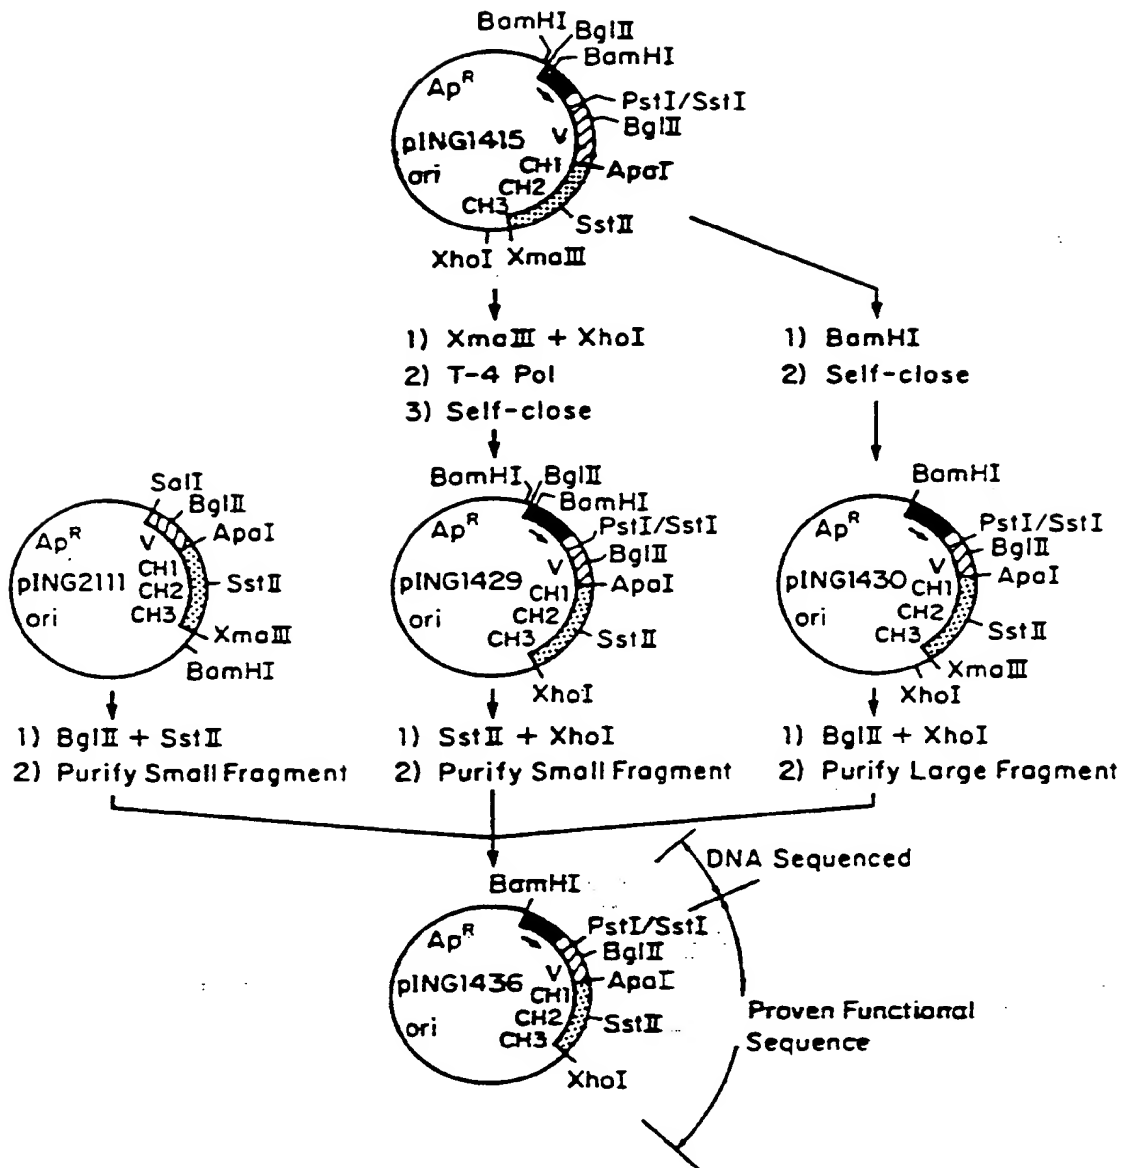 BamHI
BglII
BamHI
Ap^R
PstI/SstI
BglII
V
pING1415
CH1
ApaI
ori
CH2
CH3
SstII
XhoI XmaIII
1) XmaIII + XhoI
2) T-4 Pol
3) Self-close
1) BamHI
2) Self-close
SalI
BglII
ApaI
Ap^R
V
CH1
pING2111
CH2
SstII
ori
CH3
XmaIII
BamHI
BamHI
BglII
BamHI
Ap^R
PstI/SstI
BglII
V
pING1429
CH1
ApaI
CH2
ori
CH3
SstII
XhoI
BamHI
Ap^R
PstI/SstI
BglII
V
pING1430
CH1
ApaI
CH2
ori
CH3
SstII
XmaIII
XhoI
1) BglII + SstII
2) Purify Small Fragment
1) SstII + XhoI
2) Purify Small Fragment
1) BglII + XhoI
2) Purify Large Fragment
DNA Sequenced
BamHI
Ap^R
PstI/SstI
BglII
V
pING1436
ApaI
CH1
CH2
ori
SstII
CH3
XhoI
Proven Functional
Sequence